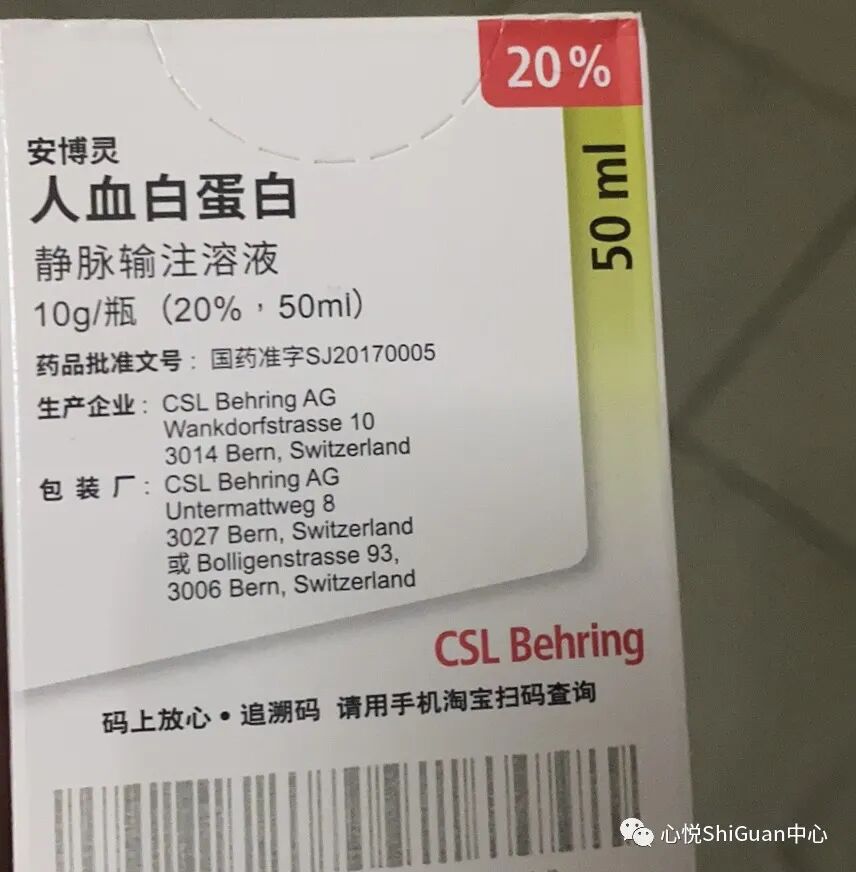 20%
50 ml
安博灵
人血白蛋白
静脉输注溶液
10g/瓶（20%，50ml）
药品批准文号：国药准字SJ20170005
生产企业：CSL Behring AG
Wankdorfstrasse 10
3014 Bern, Switzerland
包 装 厂：CSL Behring AG
Untermattweg 8
3027 Bern, Switzerland
或 Bolligenstrasse 93,
3006 Bern, Switzerland
CSL Behring
码上放心•追溯码 请用手机淘宝扫码查询
心悦ShiGuan中心